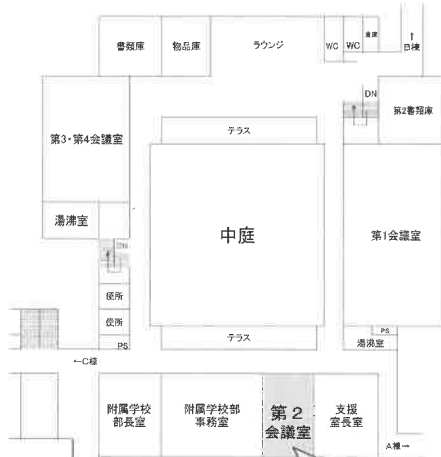 書類庫
物品庫
ラウンジ
WC
WC
倉庫
↑
B棟
DN
第2書類庫
テラス
第3・第4会議室
湯沸室
中庭
第1会議室
DN
便所
便所
PS
←C棟
テラス
PS
湯沸室
附属学校
部長室
附属学校部
事務室
第2
会議室
支援
室長室
A棟→